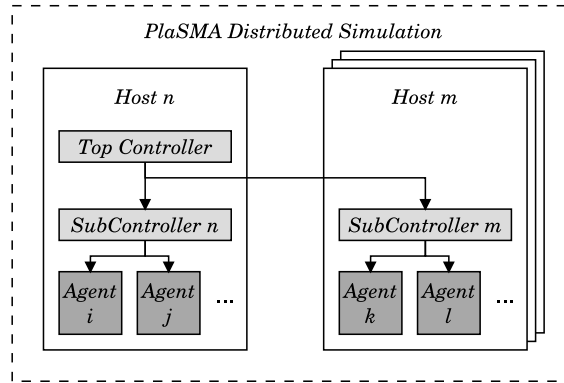 PlaSMA Distributed Simulation
Host n
Top Controller
SubController n
Agent
i
Agent
j
...
Host m
SubController m
Agent
k
Agent
l
...